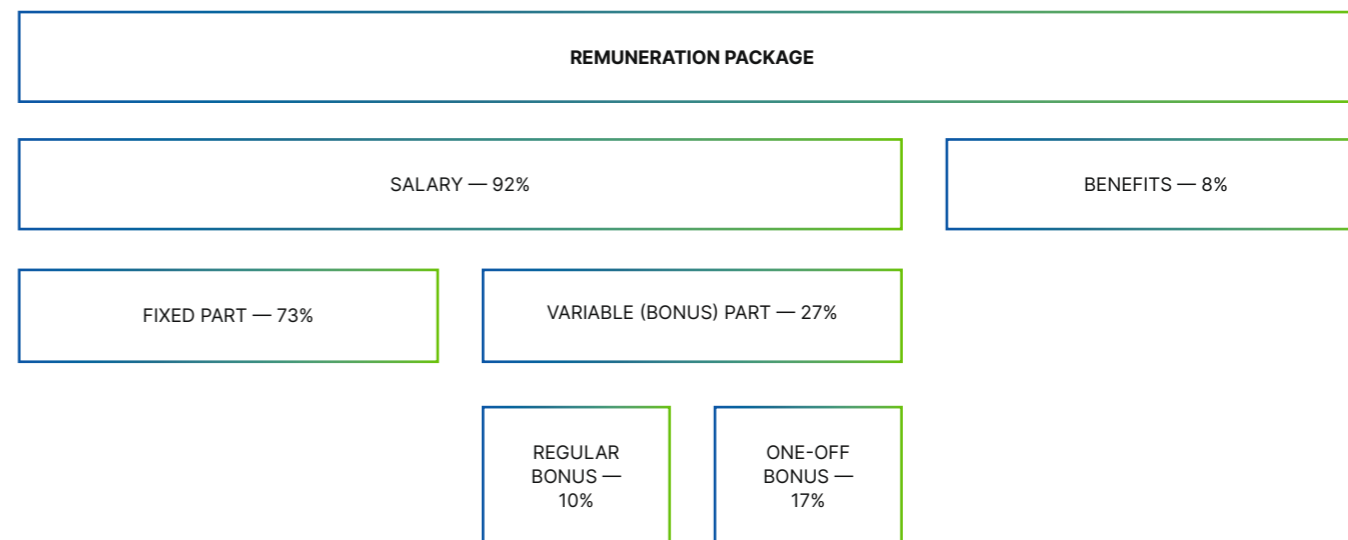 REMUNERATION PACKAGE
SALARY — 92%
BENEFITS — 8%
FIXED PART — 73%
VARIABLE (BONUS) PART — 27%
REGULAR
BONUS —
10%
ONE-OFF
BONUS —
17%